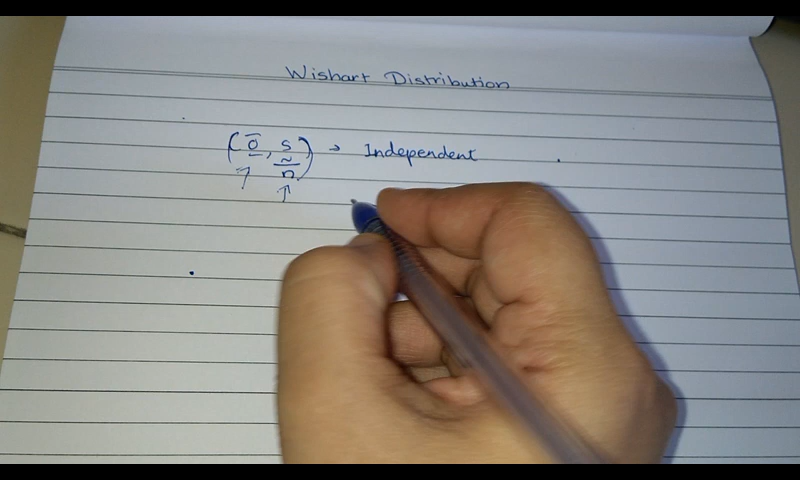 Wishart Distribution
(ō, s/n) → Independent